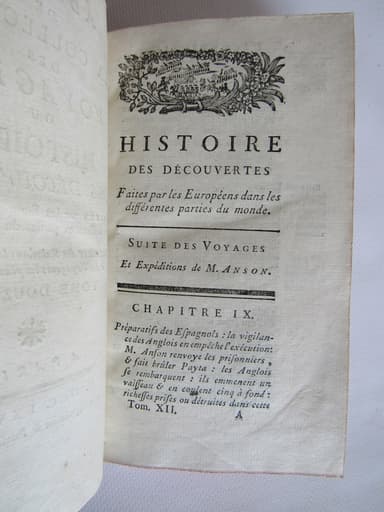 HISTOIRE
DES DÉCOUVERTES
Faites par les Européens dans les
différentes parties du monde.
SUITE DES VOYAGES
Et Expéditions de M. ANSON.
CHAPITRE IX.
Préparatifs des Espagnols : la vigilan-
ce des Anglois en empêche l'exécution :
M. Anson renvoye les prisonniers,
& fait brûler Payta : les Anglois
se rembarquent : ils emmenent un
vaisseau & en coulent cinq à fond :
richesses prises ou détruites dans cette
Tom. XII. A